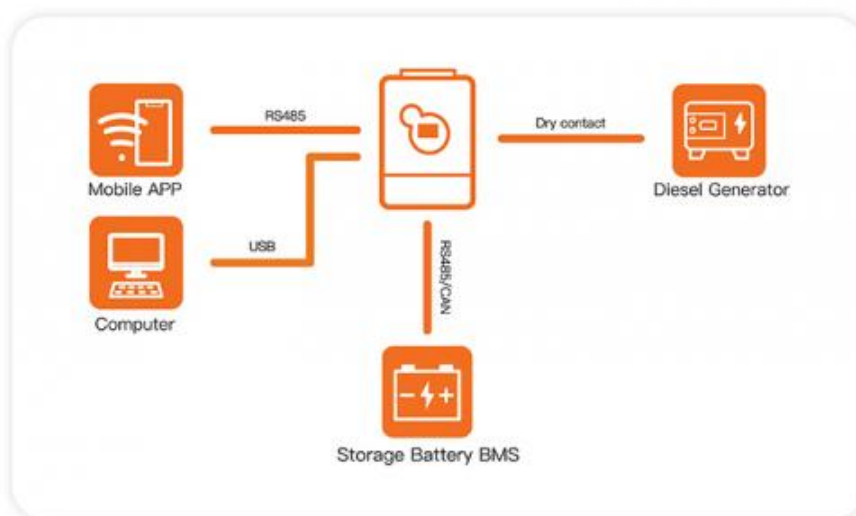 RS485
Dry contact
Mobile APP
Diesel Generator
USB
RS485/CAN
Computer
Storage Battery BMS